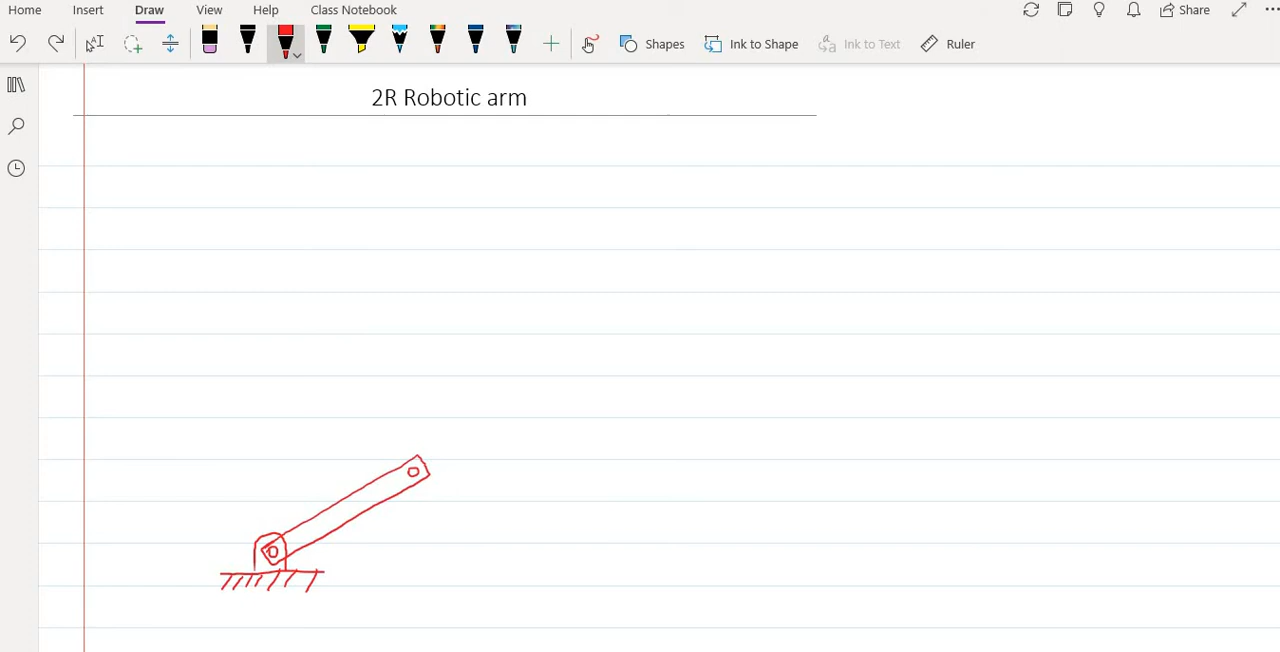 Home Insert Draw View Help Class Notebook Share
Shapes Ink to Shape Ink to Text Ruler
2R Robotic arm